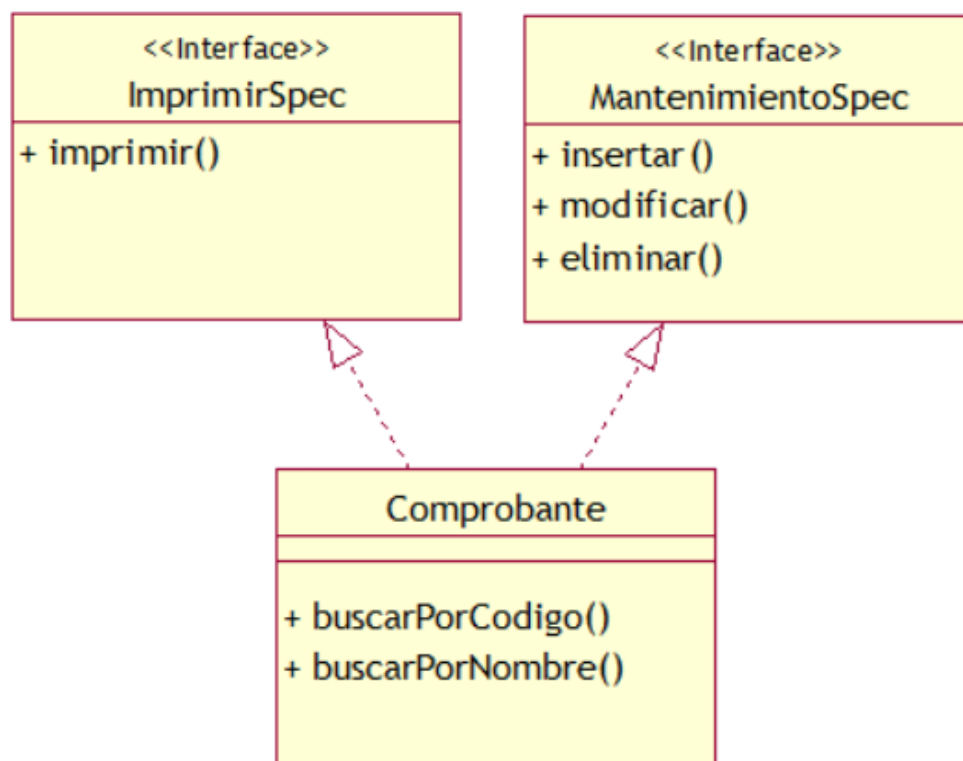 <<Interface>>
ImprimirSpec
+ imprimir()
<<Interface>>
MantenimientoSpec
+ insertar()
+ modificar()
+ eliminar()
Comprobante
+ buscarPorCodigo()
+ buscarPorNombre()